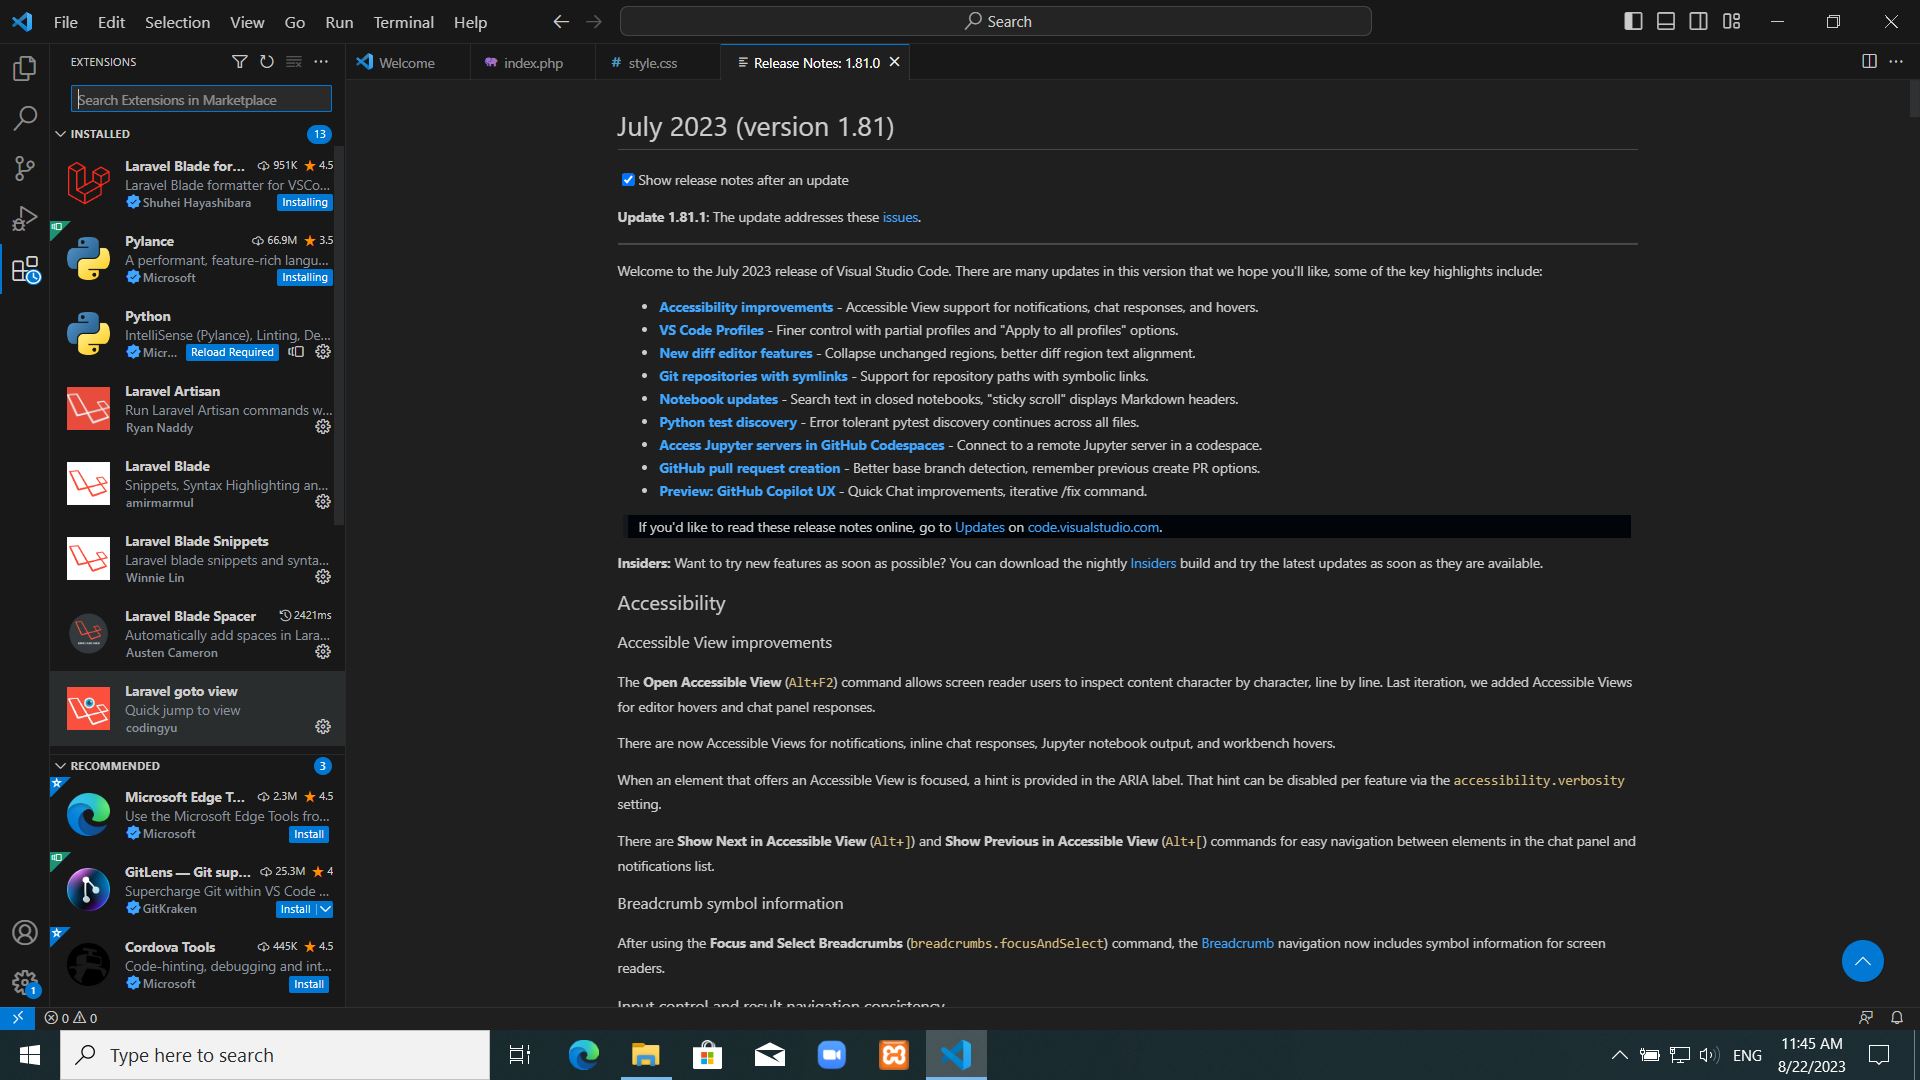 File Edit Selection View Go Run Terminal Help
Search
EXTENSIONS
Search Extensions in Marketplace
INSTALLED 13
Laravel Blade for... 951K 4.5
Laravel Blade formatter for VSCo...
Shuhei Hayashibara Installing
Pylance 66.9M 3.5
A performant, feature-rich langu...
Microsoft Installing
Python
IntelliSense (Pylance), Linting, De...
Micr... Reload Required
Laravel Artisan
Run Laravel Artisan commands w...
Ryan Naddy
Laravel Blade
Snippets, Syntax Highlighting an...
amirmarmul
Laravel Blade Snippets
Laravel blade snippets and synta...
Winnie Lin
Laravel Blade Spacer 2421ms
Automatically add spaces in Lara...
Austen Cameron
Laravel goto view
Quick jump to view
codingyu
RECOMMENDED 3
Microsoft Edge T... 2.3M 4.5
Use the Microsoft Edge Tools fro...
Microsoft Install
GitLens — Git sup... 25.3M 4
Supercharge Git within VS Code ...
GitKraken Install
Cordova Tools 445K 4.5
Code-hinting, debugging and int...
Microsoft Install
1
Welcome index.php # style.css Release Notes: 1.81.0
July 2023 (version 1.81)
Show release notes after an update
Update 1.81.1: The update addresses these issues.
Welcome to the July 2023 release of Visual Studio Code. There are many updates in this version that we hope you'll like, some of the key highlights include:
• Accessibility improvements - Accessible View support for notifications, chat responses, and hovers.
• VS Code Profiles - Finer control with partial profiles and "Apply to all profiles" options.
• New diff editor features - Collapse unchanged regions, better diff region text alignment.
• Git repositories with symlinks - Support for repository paths with symbolic links.
• Notebook updates - Search text in closed notebooks, "sticky scroll" displays Markdown headers.
• Python test discovery - Error tolerant pytest discovery continues across all files.
• Access Jupyter servers in GitHub Codespaces - Connect to a remote Jupyter server in a codespace.
• GitHub pull request creation - Better base branch detection, remember previous create PR options.
• Preview: GitHub Copilot UX - Quick Chat improvements, iterative /fix command.
If you'd like to read these release notes online, go to Updates on code.visualstudio.com.
Insiders: Want to try new features as soon as possible? You can download the nightly Insiders build and try the latest updates as soon as they are available.
Accessibility
Accessible View improvements
The Open Accessible View (Alt+F2) command allows screen reader users to inspect content character by character, line by line. Last iteration, we added Accessible Views
for editor hovers and chat panel responses.
There are now Accessible Views for notifications, inline chat responses, Jupyter notebook output, and workbench hovers.
When an element that offers an Accessible View is focused, a hint is provided in the ARIA label. That hint can be disabled per feature via the accessibility.verbosity
setting.
There are Show Next in Accessible View (Alt+]) and Show Previous in Accessible View (Alt+[) commands for easy navigation between elements in the chat panel and
notifications list.
Breadcrumb symbol information
After using the Focus and Select Breadcrumbs (breadcrumbs.focusAndSelect) command, the Breadcrumb navigation now includes symbol information for screen
readers.
Input control and result navigation consistency
0 0
Type here to search
ENG
11:45 AM
8/22/2023